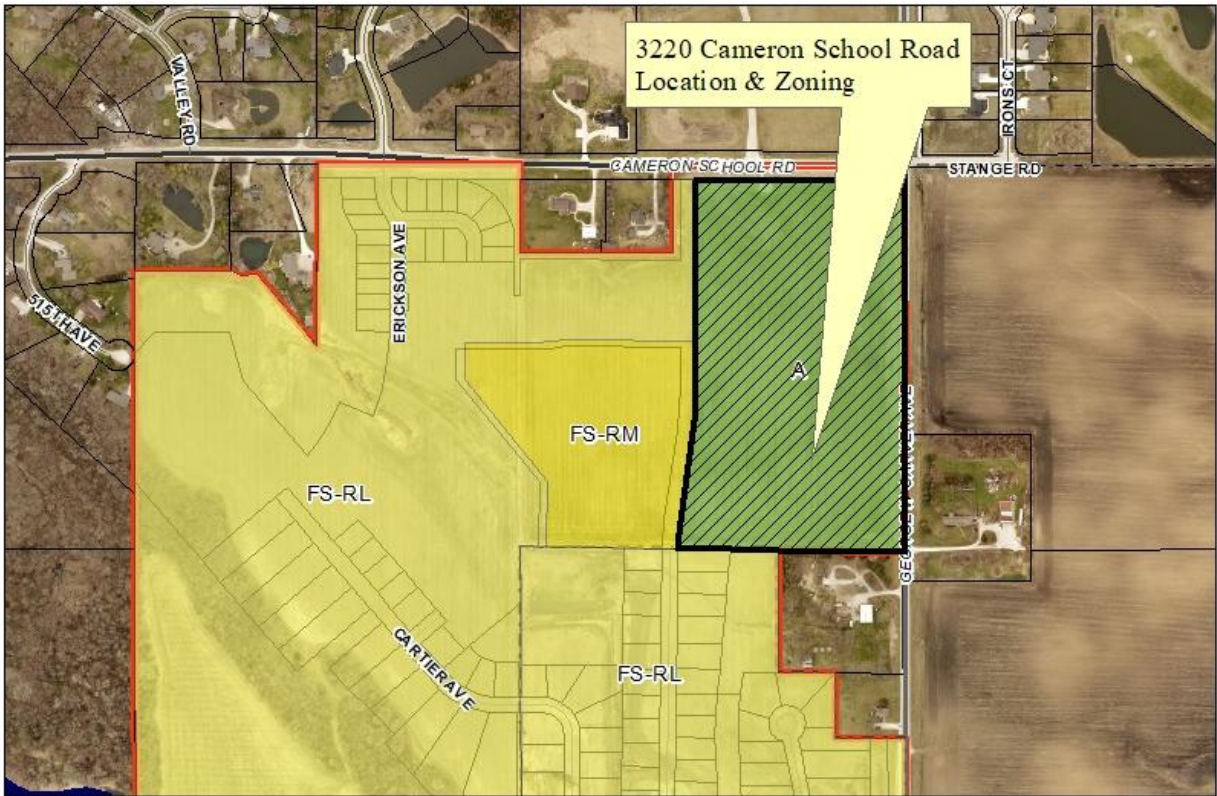 3220 Cameron School Road
Location & Zoning
VALLEY RD
IRONS CT
CAMERON SCHOOL RD
STANGE RD
ERICKSON AVE
515TH AVE
A
FS-RM
FS-RL
CARTIER AVE
FS-RL